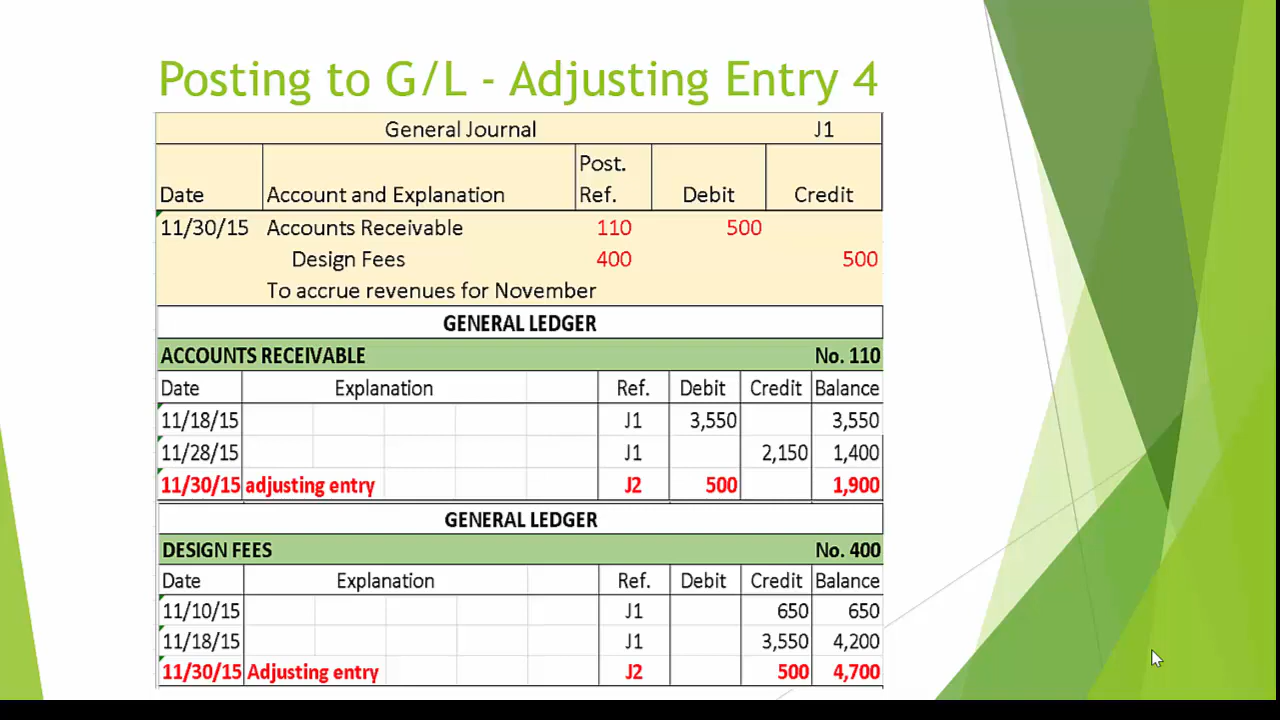 Posting to G/L - Adjusting Entry 4
General Journal J1
Date Account and Explanation Post. Ref. Debit Credit
11/30/15 Accounts Receivable 110 500
Design Fees 400 500
To accrue revenues for November
GENERAL LEDGER
ACCOUNTS RECEIVABLE No. 110
Date Explanation Ref. Debit Credit Balance
11/18/15 J1 3,550 3,550
11/28/15 J1 2,150 1,400
11/30/15 adjusting entry J2 500 1,900
GENERAL LEDGER
DESIGN FEES No. 400
Date Explanation Ref. Debit Credit Balance
11/10/15 J1 650 650
11/18/15 J1 3,550 4,200
11/30/15 Adjusting entry J2 500 4,700